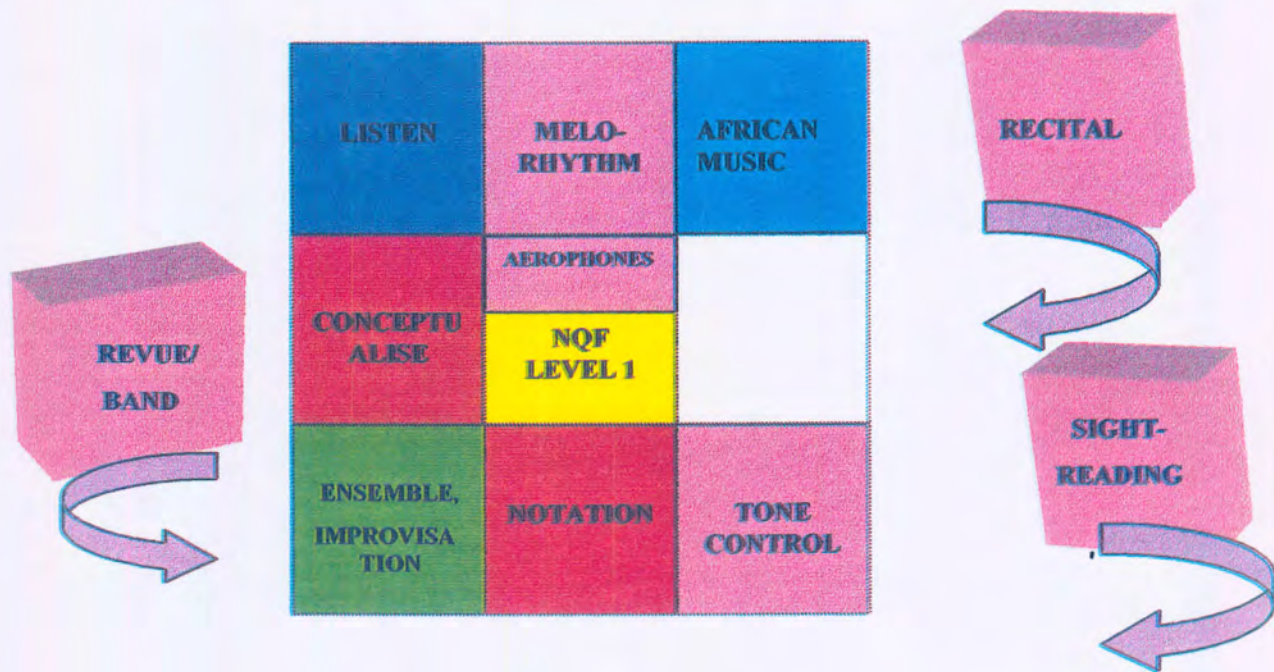 LISTEN
MELO-
RHYTHM
AFRICAN
MUSIC
RECITAL
REVUE/
BAND
CONCEPTU
ALISE
AEROPHONES
NQF
LEVEL 1
SIGHT-
READING
ENSEMBLE,
IMPROVISA
TION
NOTATION
TONE
CONTROL